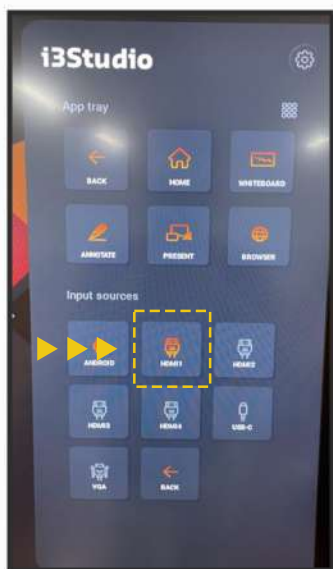 i3Studio
App tray
BACK
HOME
WHITEBOARD
ANNOTATE
PRESENT
BROWSER
Input sources
ANDROID
HDMI1
HDMI2
HDMI3
HDMI4
USB-C
VGA
BACK